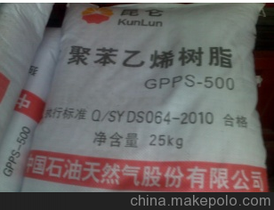 昆仑
KunLun
聚苯乙烯树脂
GPPS-500
执行标准 Q/SYDS064-2010 合格
净含量 25kg
中国石油天然气股份有限公司
中
GPPS-500
www.makepolo.com